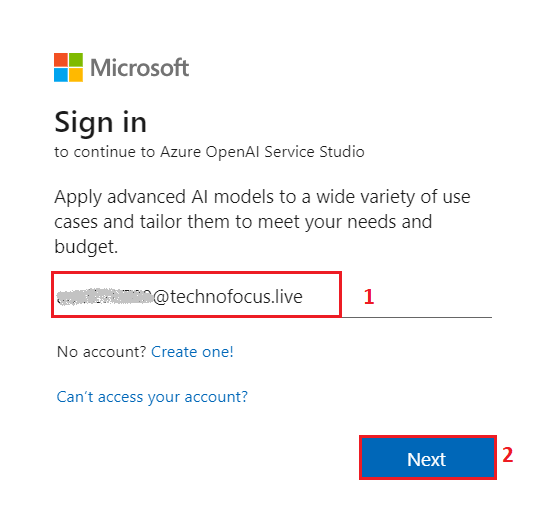 Microsoft
Sign in
to continue to Azure OpenAI Service Studio
Apply advanced AI models to a wide variety of use
cases and tailor them to meet your needs and
budget.
@technofocus.live 1
No account? Create one!
Can't access your account?
Next 2